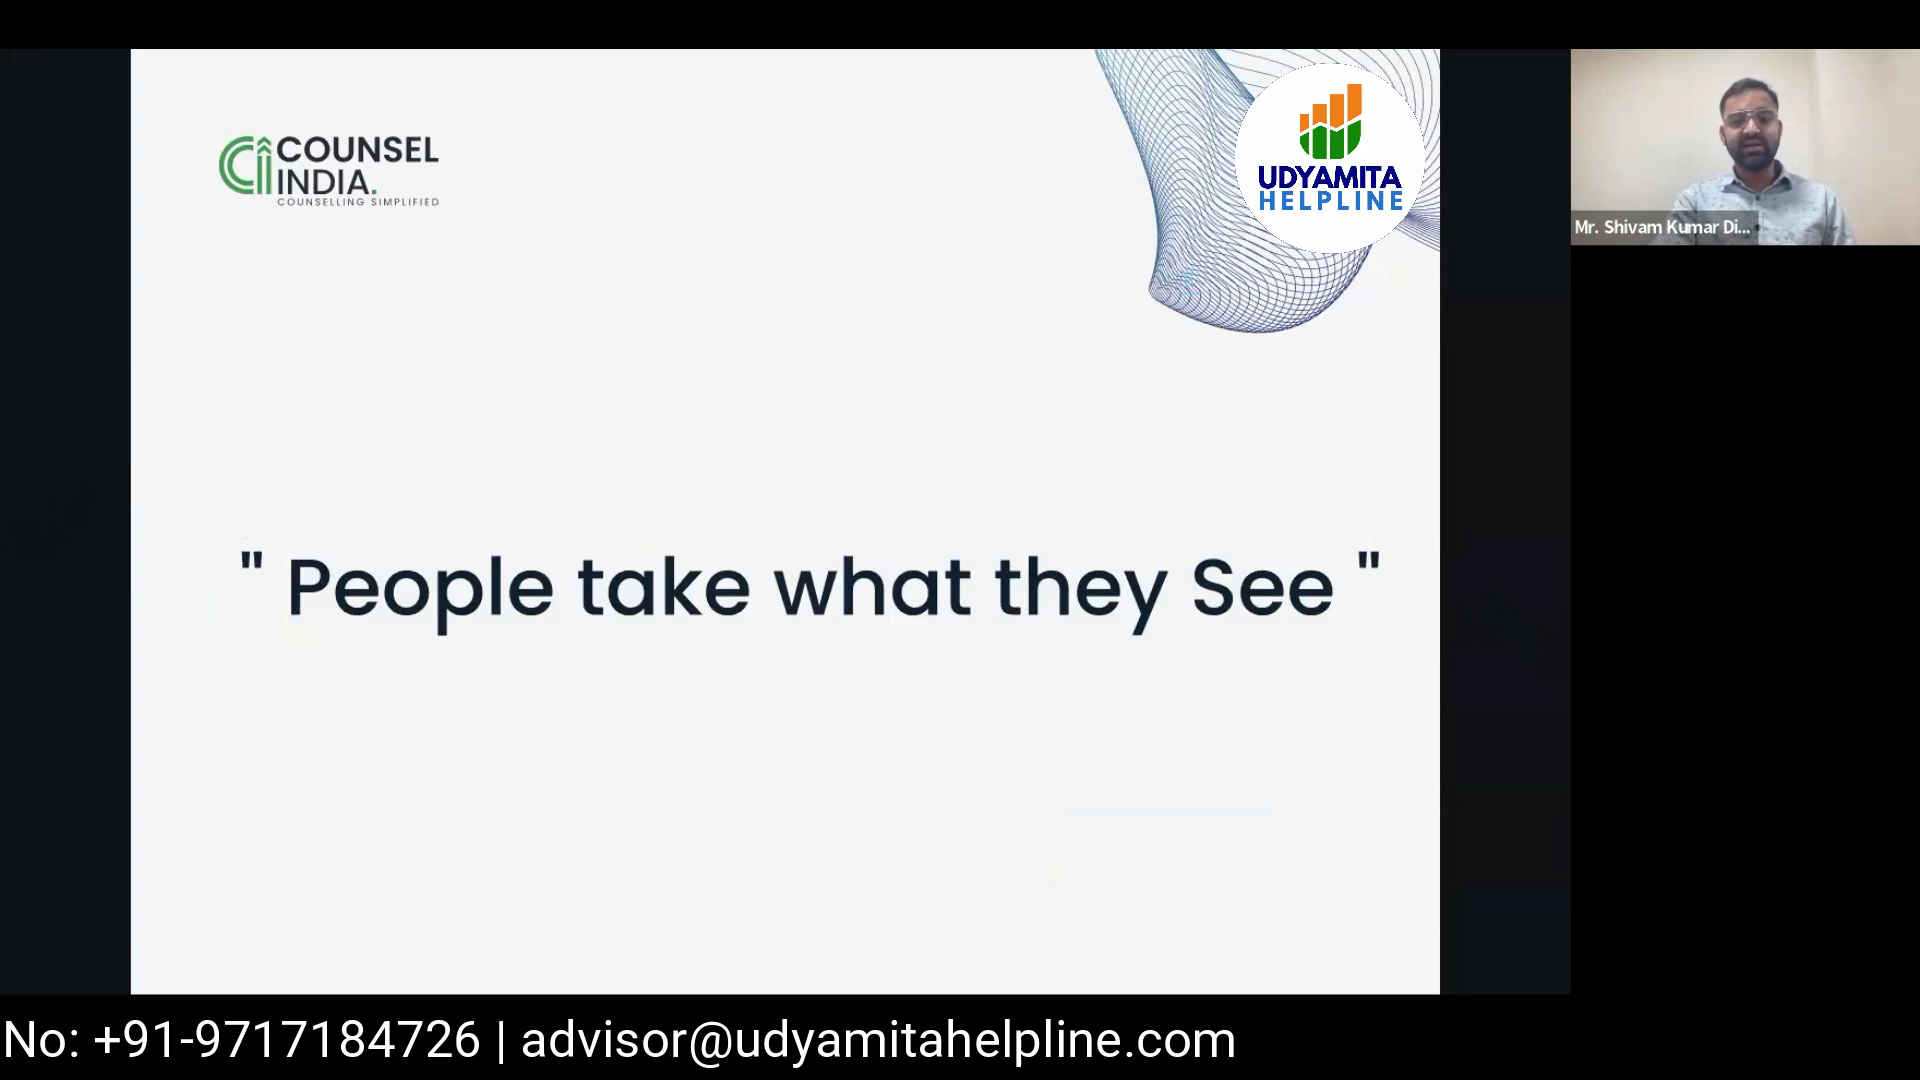 COUNSEL
INDIA.
COUNSELLING SIMPLIFIED
UDYAMITA
HELPLINE
Mr. Shivam Kumar Di...
" People take what they See "
No: +91-9717184726 | advisor@udyamitahelpline.com